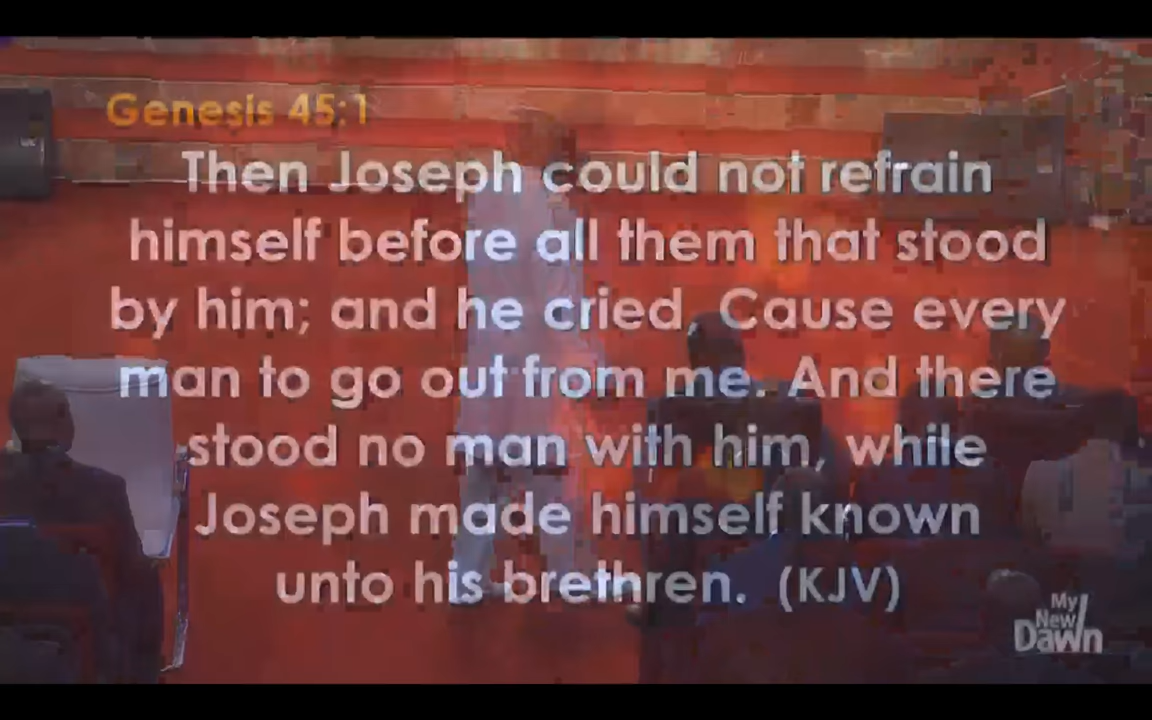 Genesis 45:1
Then Joseph could not refrain
himself before all them that stood
by him; and he cried, Cause every
man to go out from me. And there
stood no man with him, while
Joseph made himself known
unto his brethren. (KJV)
My
New
Dawn